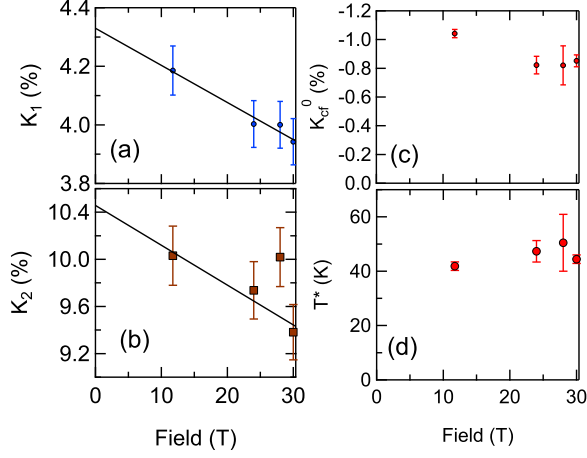 4.4
4.2
4.0
3.8
K1 (%)
(a)
10.4
10.0
9.6
9.2
K2 (%)
(b)
0
10
20
30
Field (T)
-1.2
-1.0
-0.8
-0.6
-0.4
-0.2
0.0
Kcf0 (%)
(c)
60
40
20
0
T* (K)
(d)
0
10
20
30
Field (T)